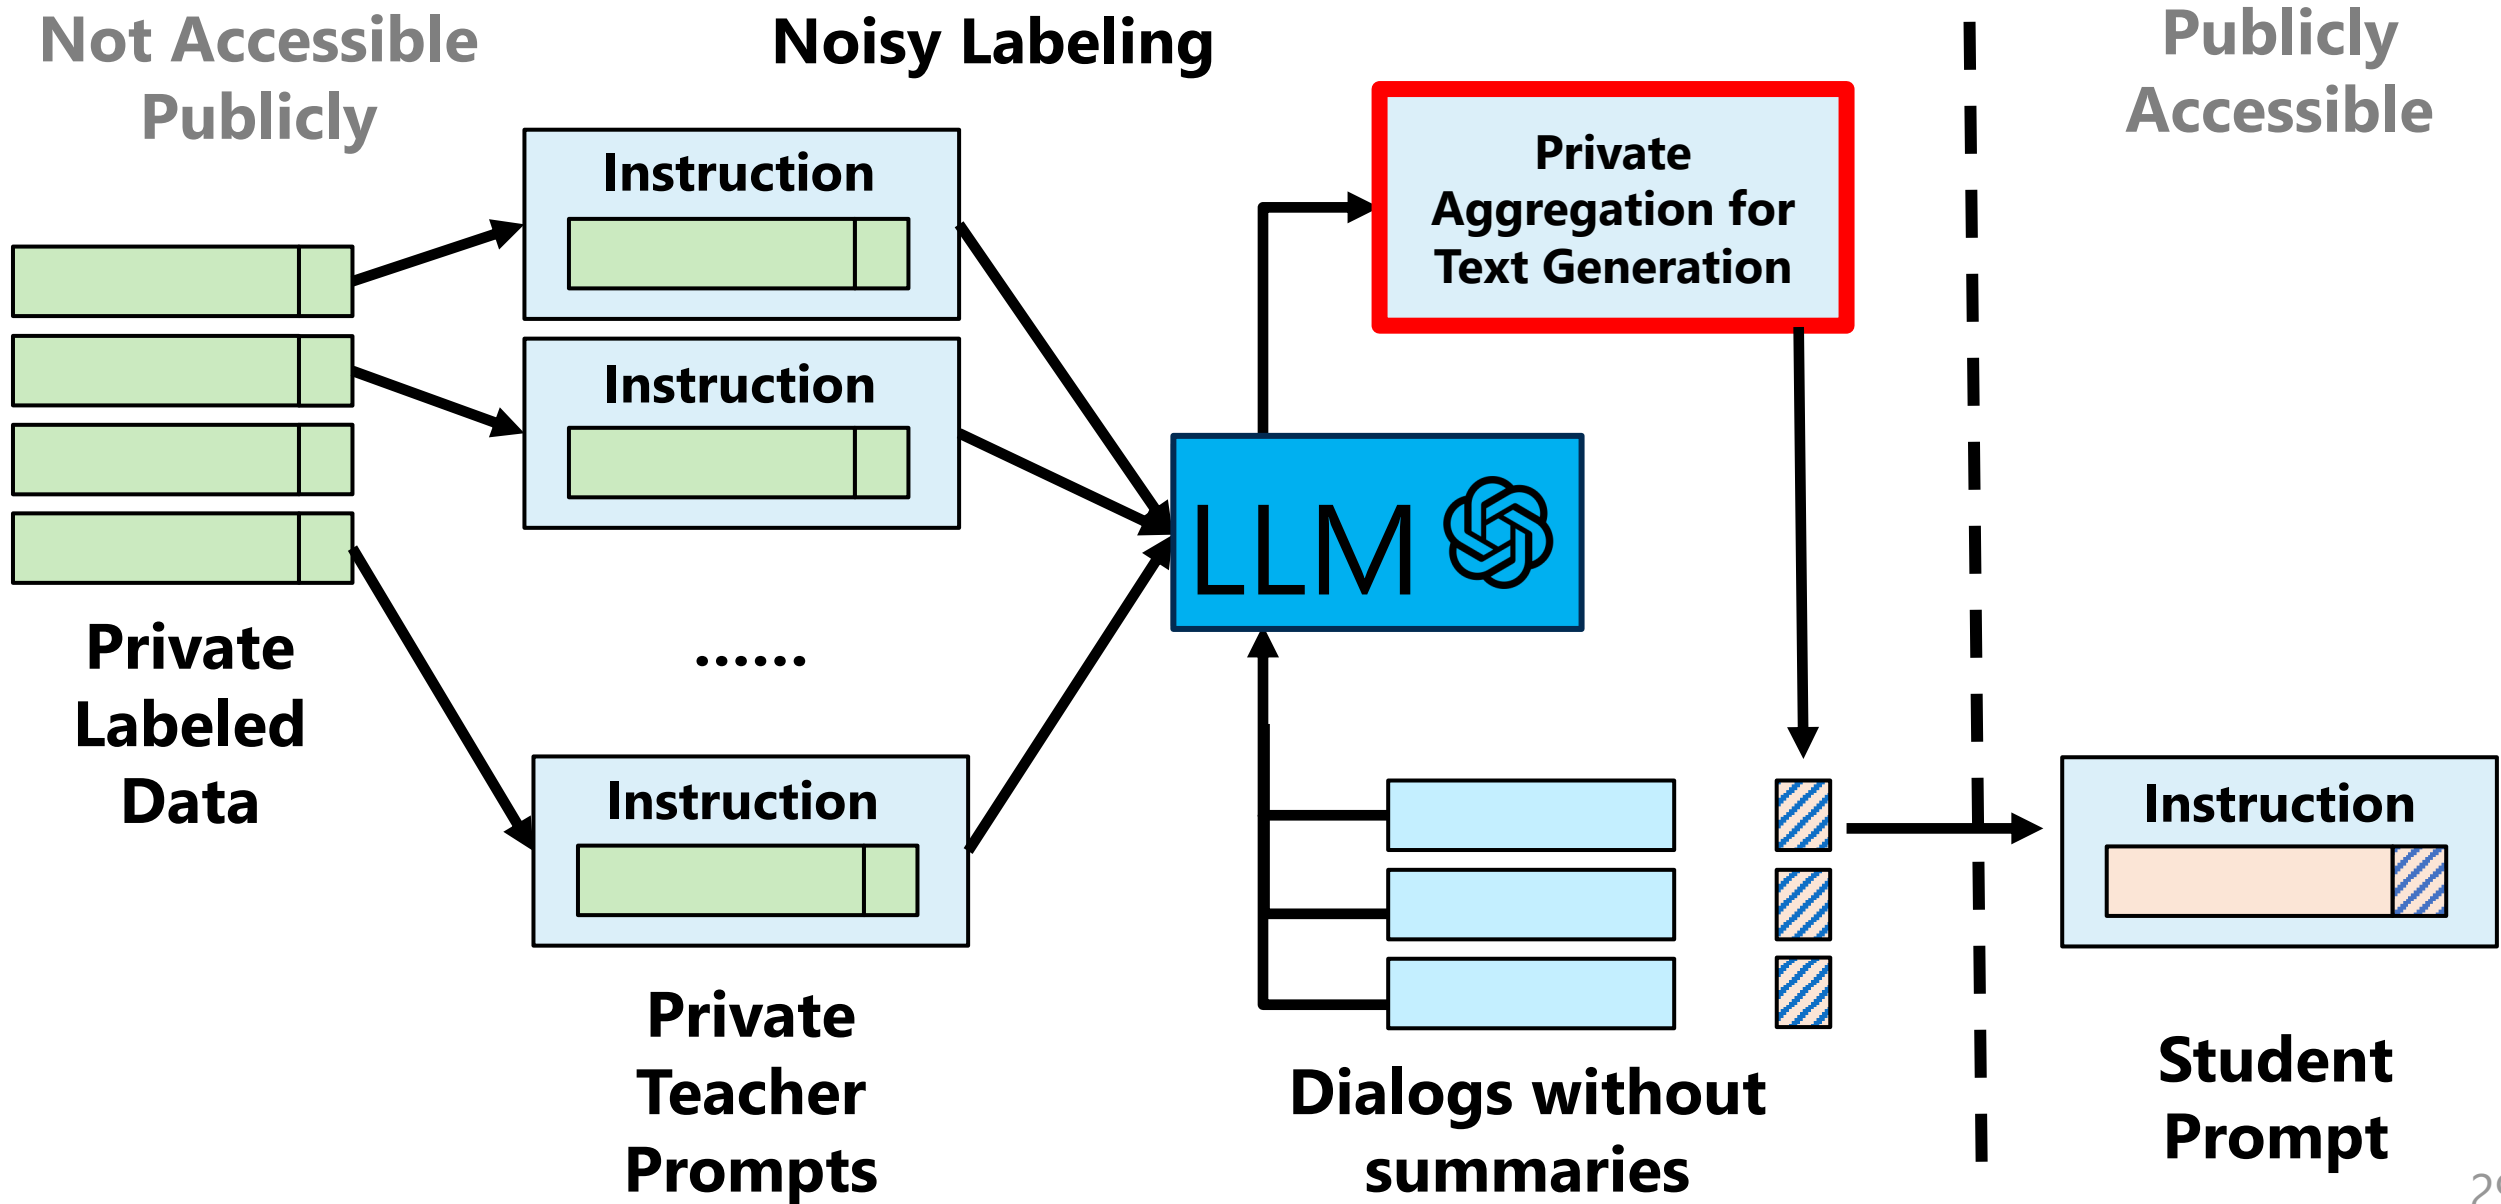 Not Accessible
Publicly
Noisy Labeling
Publicly
Accessible
Instruction
Private
Aggregation for
Text Generation
Instruction
LLM
Private
Labeled
Data
.......
Instruction
Instruction
Private
Teacher
Prompts
Dialogs without
summaries
Student
Prompt